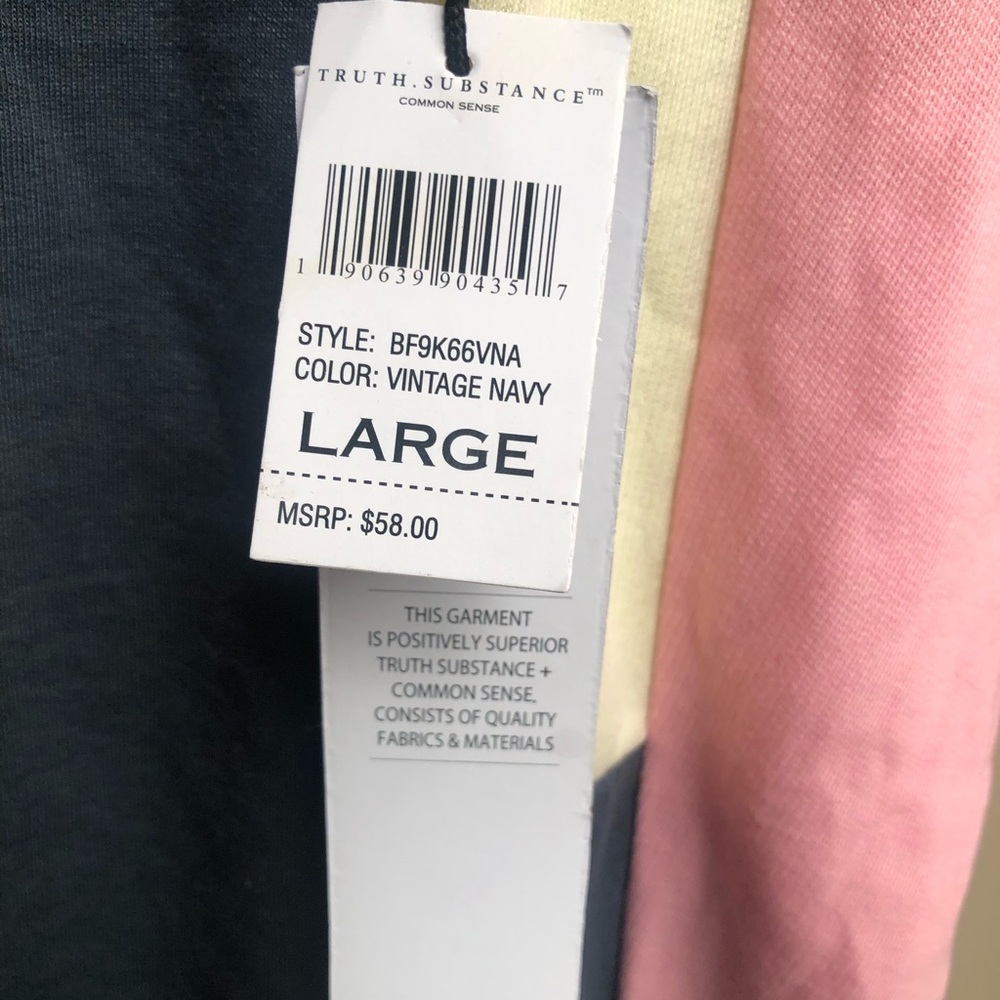 TRUTH.SUBSTANCE™
COMMON SENSE
1 90639 90435 7
STYLE: BF9K66VNA
COLOR: VINTAGE NAVY
LARGE
MSRP: $58.00
THIS GARMENT
IS POSITIVELY SUPERIOR
TRUTH SUBSTANCE +
COMMON SENSE,
CONSISTS OF QUALITY
FABRICS & MATERIALS